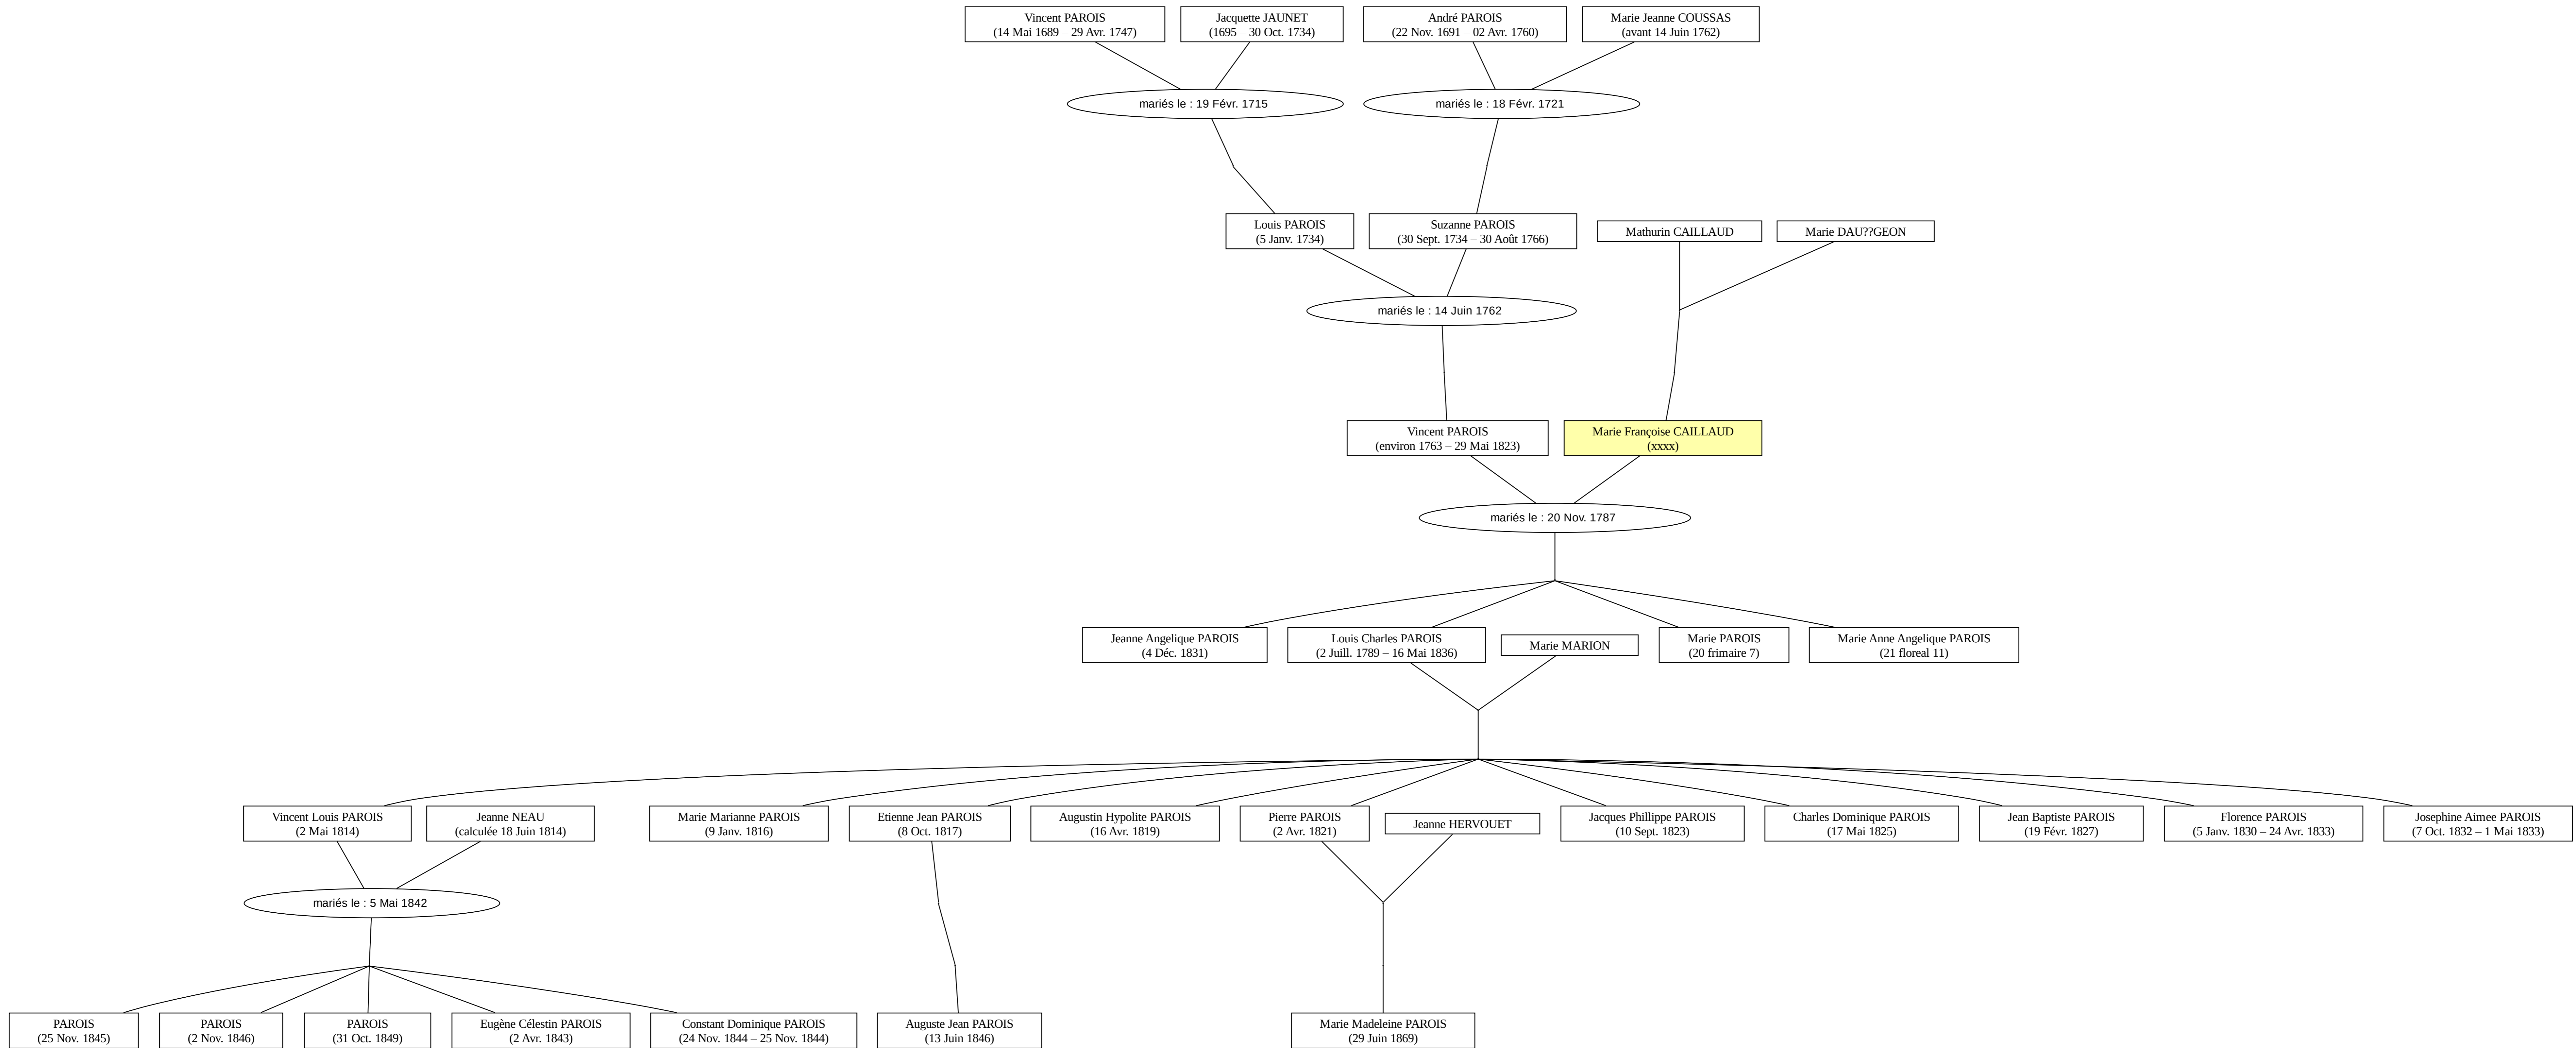 Vincent PAROIS
(14 Mai 1689 – 29 Avr. 1747)
Jacquette JAUNET
(1695 – 30 Oct. 1734)
André PAROIS
(22 Nov. 1691 – 02 Avr. 1760)
Marie Jeanne COUSSAS
(avant 14 Juin 1762)
mariés le : 19 Févr. 1715
mariés le : 18 Févr. 1721
Louis PAROIS
(5 Janv. 1734)
Suzanne PAROIS
(30 Sept. 1734 – 30 Août 1766)
Mathurin CAILLAUD
Marie DAU??GEON
mariés le : 14 Juin 1762
Vincent PAROIS
(environ 1763 – 29 Mai 1823)
Marie Françoise CAILLAUD
(xxxx)
mariés le : 20 Nov. 1787
Jeanne Angelique PAROIS
(4 Déc. 1831)
Louis Charles PAROIS
(2 Juill. 1789 – 16 Mai 1836)
Marie MARION
Marie PAROIS
(20 frimaire 7)
Marie Anne Angelique PAROIS
(21 floreal 11)
Vincent Louis PAROIS
(2 Mai 1814)
Jeanne NEAU
(calculée 18 Juin 1814)
Marie Marianne PAROIS
(9 Janv. 1816)
Etienne Jean PAROIS
(8 Oct. 1817)
Augustin Hypolite PAROIS
(16 Avr. 1819)
Pierre PAROIS
(2 Avr. 1821)
Jeanne HERVOUET
Jacques Phillippe PAROIS
(10 Sept. 1823)
Charles Dominique PAROIS
(17 Mai 1825)
Jean Baptiste PAROIS
(19 Févr. 1827)
Florence PAROIS
(5 Janv. 1830 – 24 Avr. 1833)
Josephine Aimee PAROIS
(7 Oct. 1832 – 1 Mai 1833)
mariés le : 5 Mai 1842
PAROIS
(25 Nov. 1845)
PAROIS
(2 Nov. 1846)
PAROIS
(31 Oct. 1849)
Eugène Célestin PAROIS
(2 Avr. 1843)
Constant Dominique PAROIS
(24 Nov. 1844 – 25 Nov. 1844)
Auguste Jean PAROIS
(13 Juin 1846)
Marie Madeleine PAROIS
(29 Juin 1869)